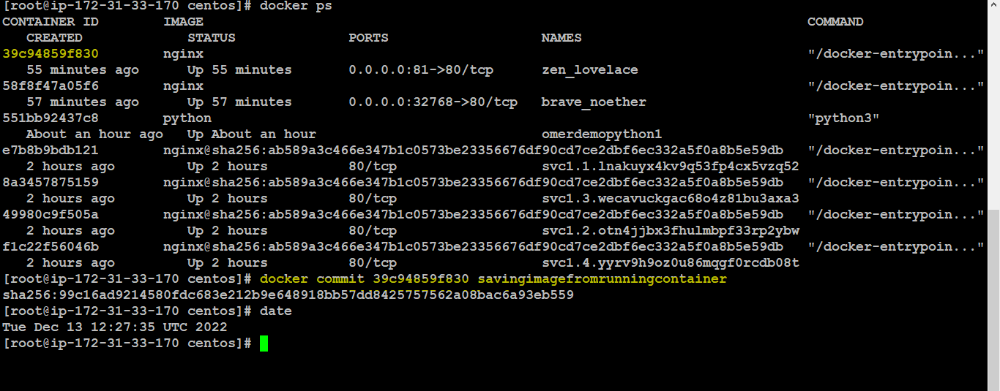 [root@ip-172-31-33-170 centos]# docker ps
CONTAINER ID        IMAGE                                                                           COMMAND
   CREATED             STATUS              PORTS                   NAMES
39c94859f830        nginx                                                                           "/docker-entrypoin..."
   55 minutes ago      Up 55 minutes       0.0.0.0:81->80/tcp      zen_lovelace
58f8f47a05f6        nginx                                                                           "/docker-entrypoin..."
   57 minutes ago      Up 57 minutes       0.0.0.0:32768->80/tcp   brave_noether
551bb92437c8        python                                                                          "python3"
   About an hour ago   Up About an hour                            omerdemopython1
e7b8b9bdb121        nginx@sha256:ab589a3c466e347b1c0573be23356676df90cd7ce2dbf6ec332a5f0a8b5e59db   "/docker-entrypoin..."
   2 hours ago         Up 2 hours          80/tcp                  svc1.1.lnakuyx4kv9q53fp4cx5vzq52
8a3457875159        nginx@sha256:ab589a3c466e347b1c0573be23356676df90cd7ce2dbf6ec332a5f0a8b5e59db   "/docker-entrypoin..."
   2 hours ago         Up 2 hours          80/tcp                  svc1.3.wecavuckgac68o4z81bu3axa3
49980c9f505a        nginx@sha256:ab589a3c466e347b1c0573be23356676df90cd7ce2dbf6ec332a5f0a8b5e59db   "/docker-entrypoin..."
   2 hours ago         Up 2 hours          80/tcp                  svc1.2.otn4jjbx3fhulmbpf33rp2ybw
f1c22f56046b        nginx@sha256:ab589a3c466e347b1c0573be23356676df90cd7ce2dbf6ec332a5f0a8b5e59db   "/docker-entrypoin..."
   2 hours ago         Up 2 hours          80/tcp                  svc1.4.yyrv9h9oz0u86mqgf0rcdb08t
[root@ip-172-31-33-170 centos]# docker commit 39c94859f830 savingimagefromrunningcontainer
sha256:99c16ad9214580fdc683e212b9e648918bb57dd8425757562a08bac6a93eb559
[root@ip-172-31-33-170 centos]# date
Tue Dec 13 12:27:35 UTC 2022
[root@ip-172-31-33-170 centos]#